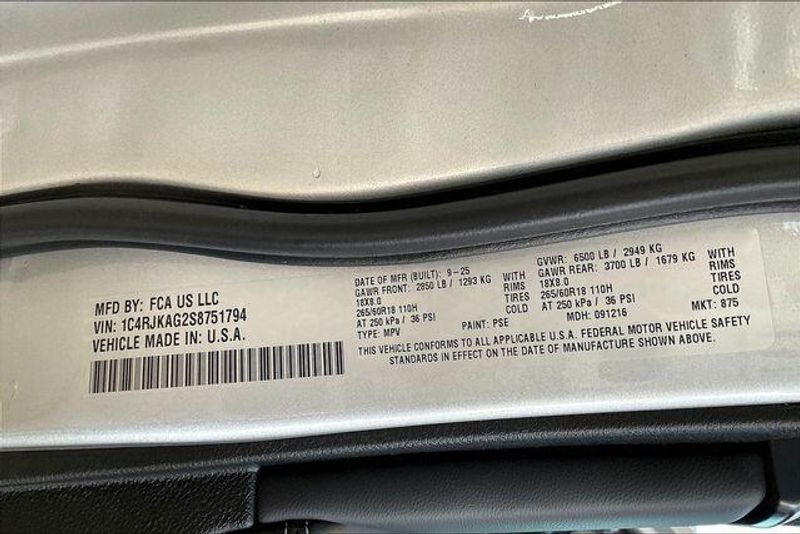 MFD BY: FCA US LLC
VIN: 1C4RJKAG2S8751794
VEHICLE MADE IN: U.S.A.
DATE OF MFR (BUILT): 9-25 GVWR: 6500 LB / 2949 KG
GAWR FRONT: 2850 LB / 1293 KG WITH GAWR REAR: 3700 LB / 1679 KG WITH
18X8.0 RIMS 18X8.0 RIMS
265/60R18 110H TIRES 265/60R18 110H TIRES
AT 250 kPa / 36 PSI COLD AT 250 kPa / 36 PSI COLD
TYPE: MPV PAINT: PSE MDH: 091216 MKT: 875
THIS VEHICLE CONFORMS TO ALL APPLICABLE U.S.A. FEDERAL MOTOR VEHICLE SAFETY
STANDARDS IN EFFECT ON THE DATE OF MANUFACTURE SHOWN ABOVE.